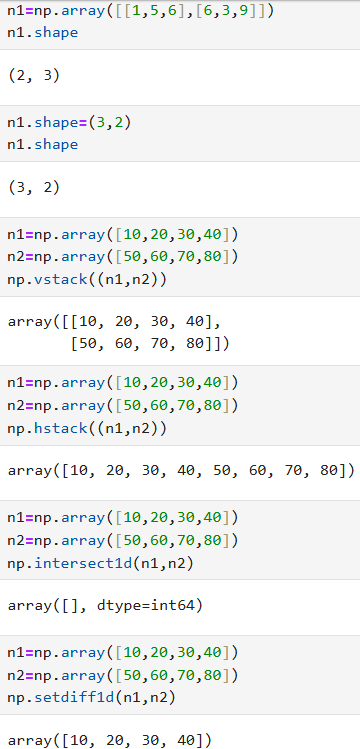 n1=np.array([[1,5,6],[6,3,9]])
n1.shape
(2, 3)
n1.shape=(3,2)
n1.shape
(3, 2)
n1=np.array([10,20,30,40])
n2=np.array([50,60,70,80])
np.vstack((n1,n2))
array([[10, 20, 30, 40],
       [50, 60, 70, 80]])
n1=np.array([10,20,30,40])
n2=np.array([50,60,70,80])
np.hstack((n1,n2))
array([10, 20, 30, 40, 50, 60, 70, 80])
n1=np.array([10,20,30,40])
n2=np.array([50,60,70,80])
np.intersect1d(n1,n2)
array([], dtype=int64)
n1=np.array([10,20,30,40])
n2=np.array([50,60,70,80])
np.setdiff1d(n1,n2)
array([10, 20, 30, 40])